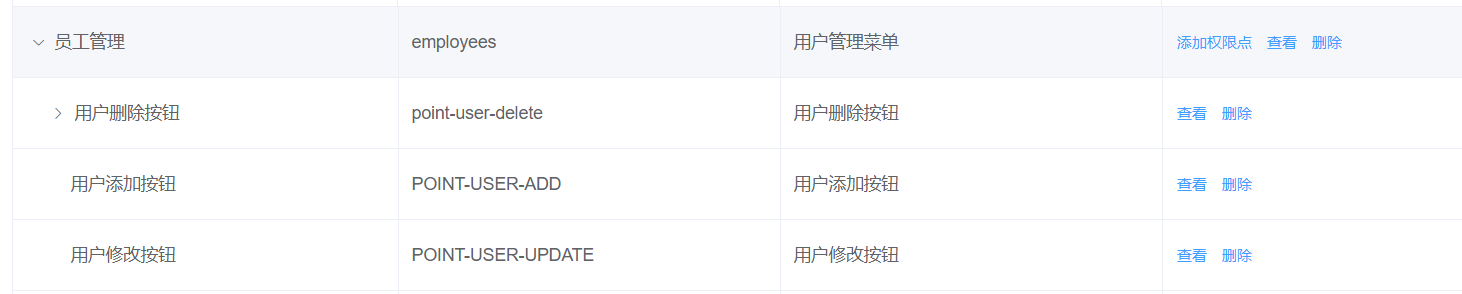 员工管理 employees 用户管理菜单 添加权限点 查看 删除
用户删除按钮 point-user-delete 用户删除按钮 查看 删除
用户添加按钮 POINT-USER-ADD 用户添加按钮 查看 删除
用户修改按钮 POINT-USER-UPDATE 用户修改按钮 查看 删除